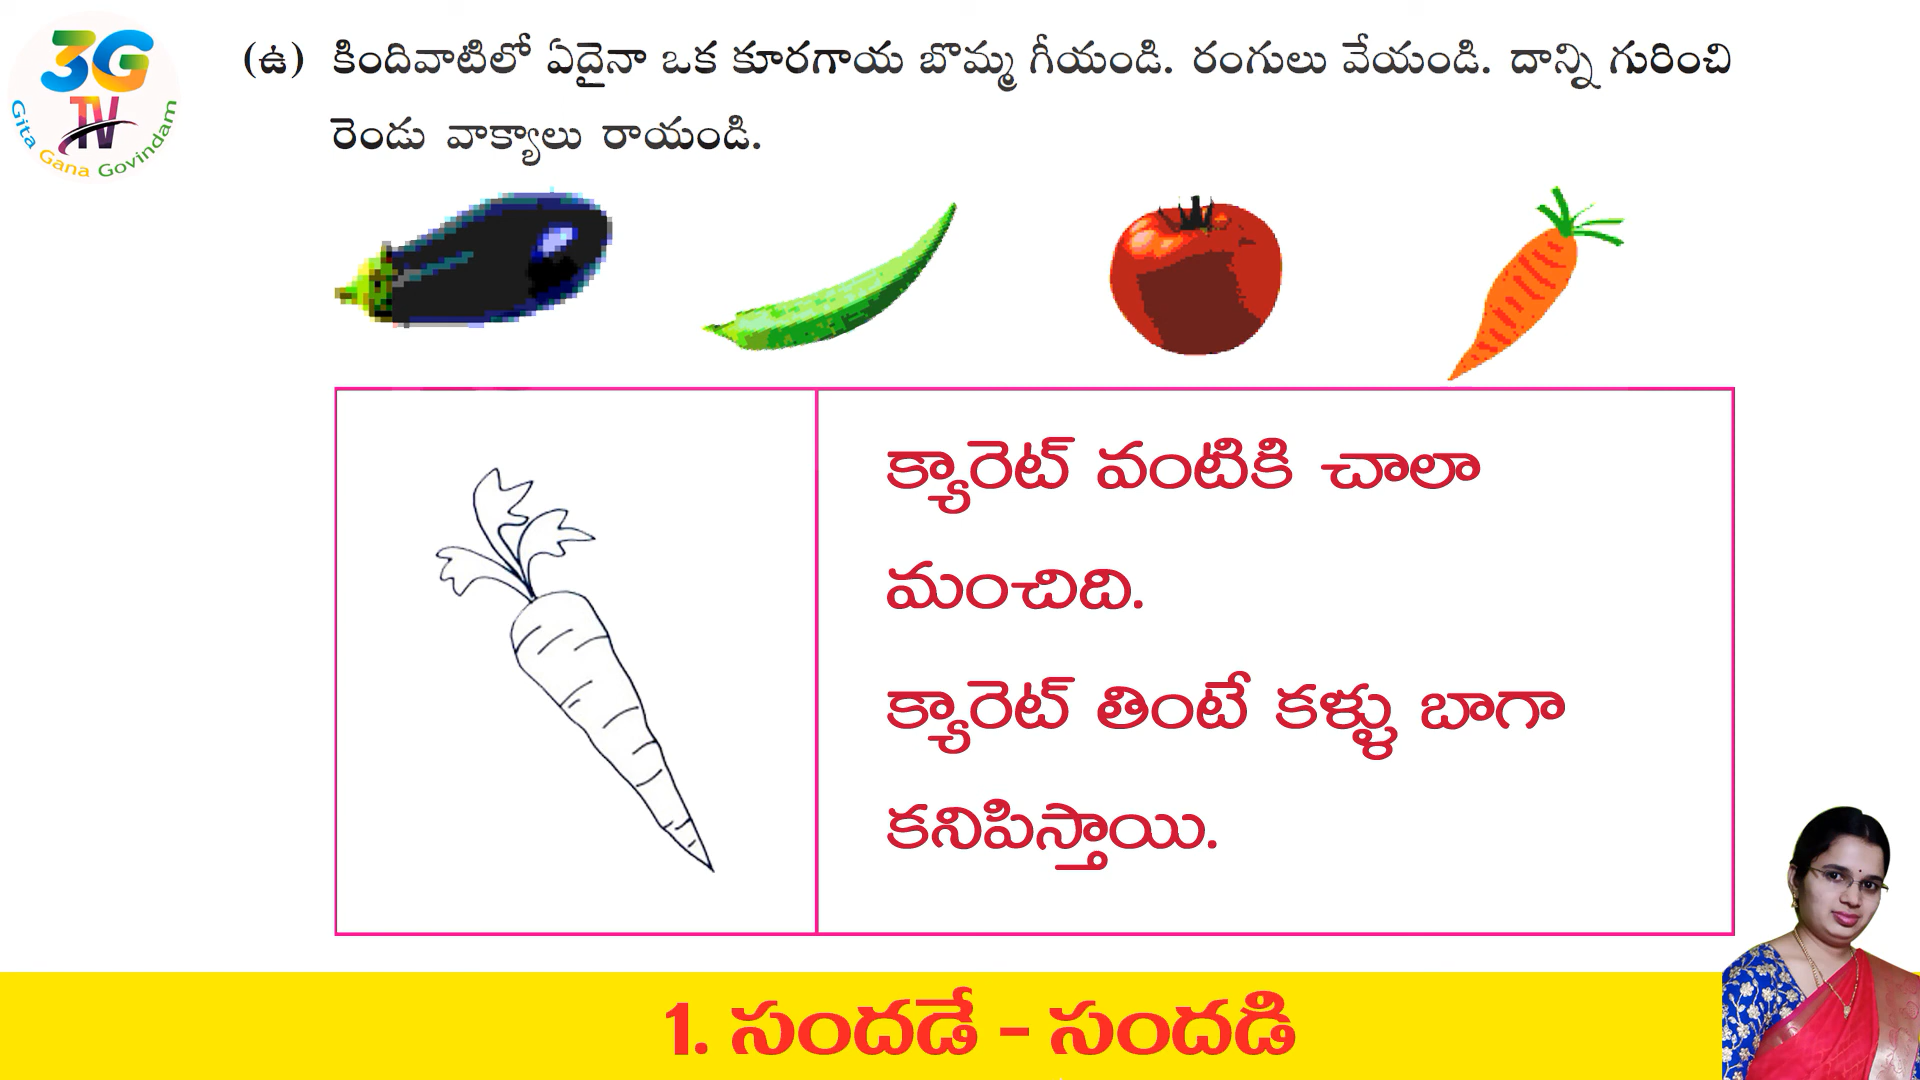 3G
TV
Gita Gana Govindam
(ఉ) కిందివాటిలో ఏదైనా ఒక కూరగాయ బొమ్మ గీయండి. రంగులు వేయండి. దాన్ని గురించి
రెండు వాక్యాలు రాయండి.
క్యారెట్ వంటికి చాలా
మంచిది.
క్యారెట్ తింటే కళ్ళు బాగా
కనిపిస్తాయి.
1. సందడే - సందడి